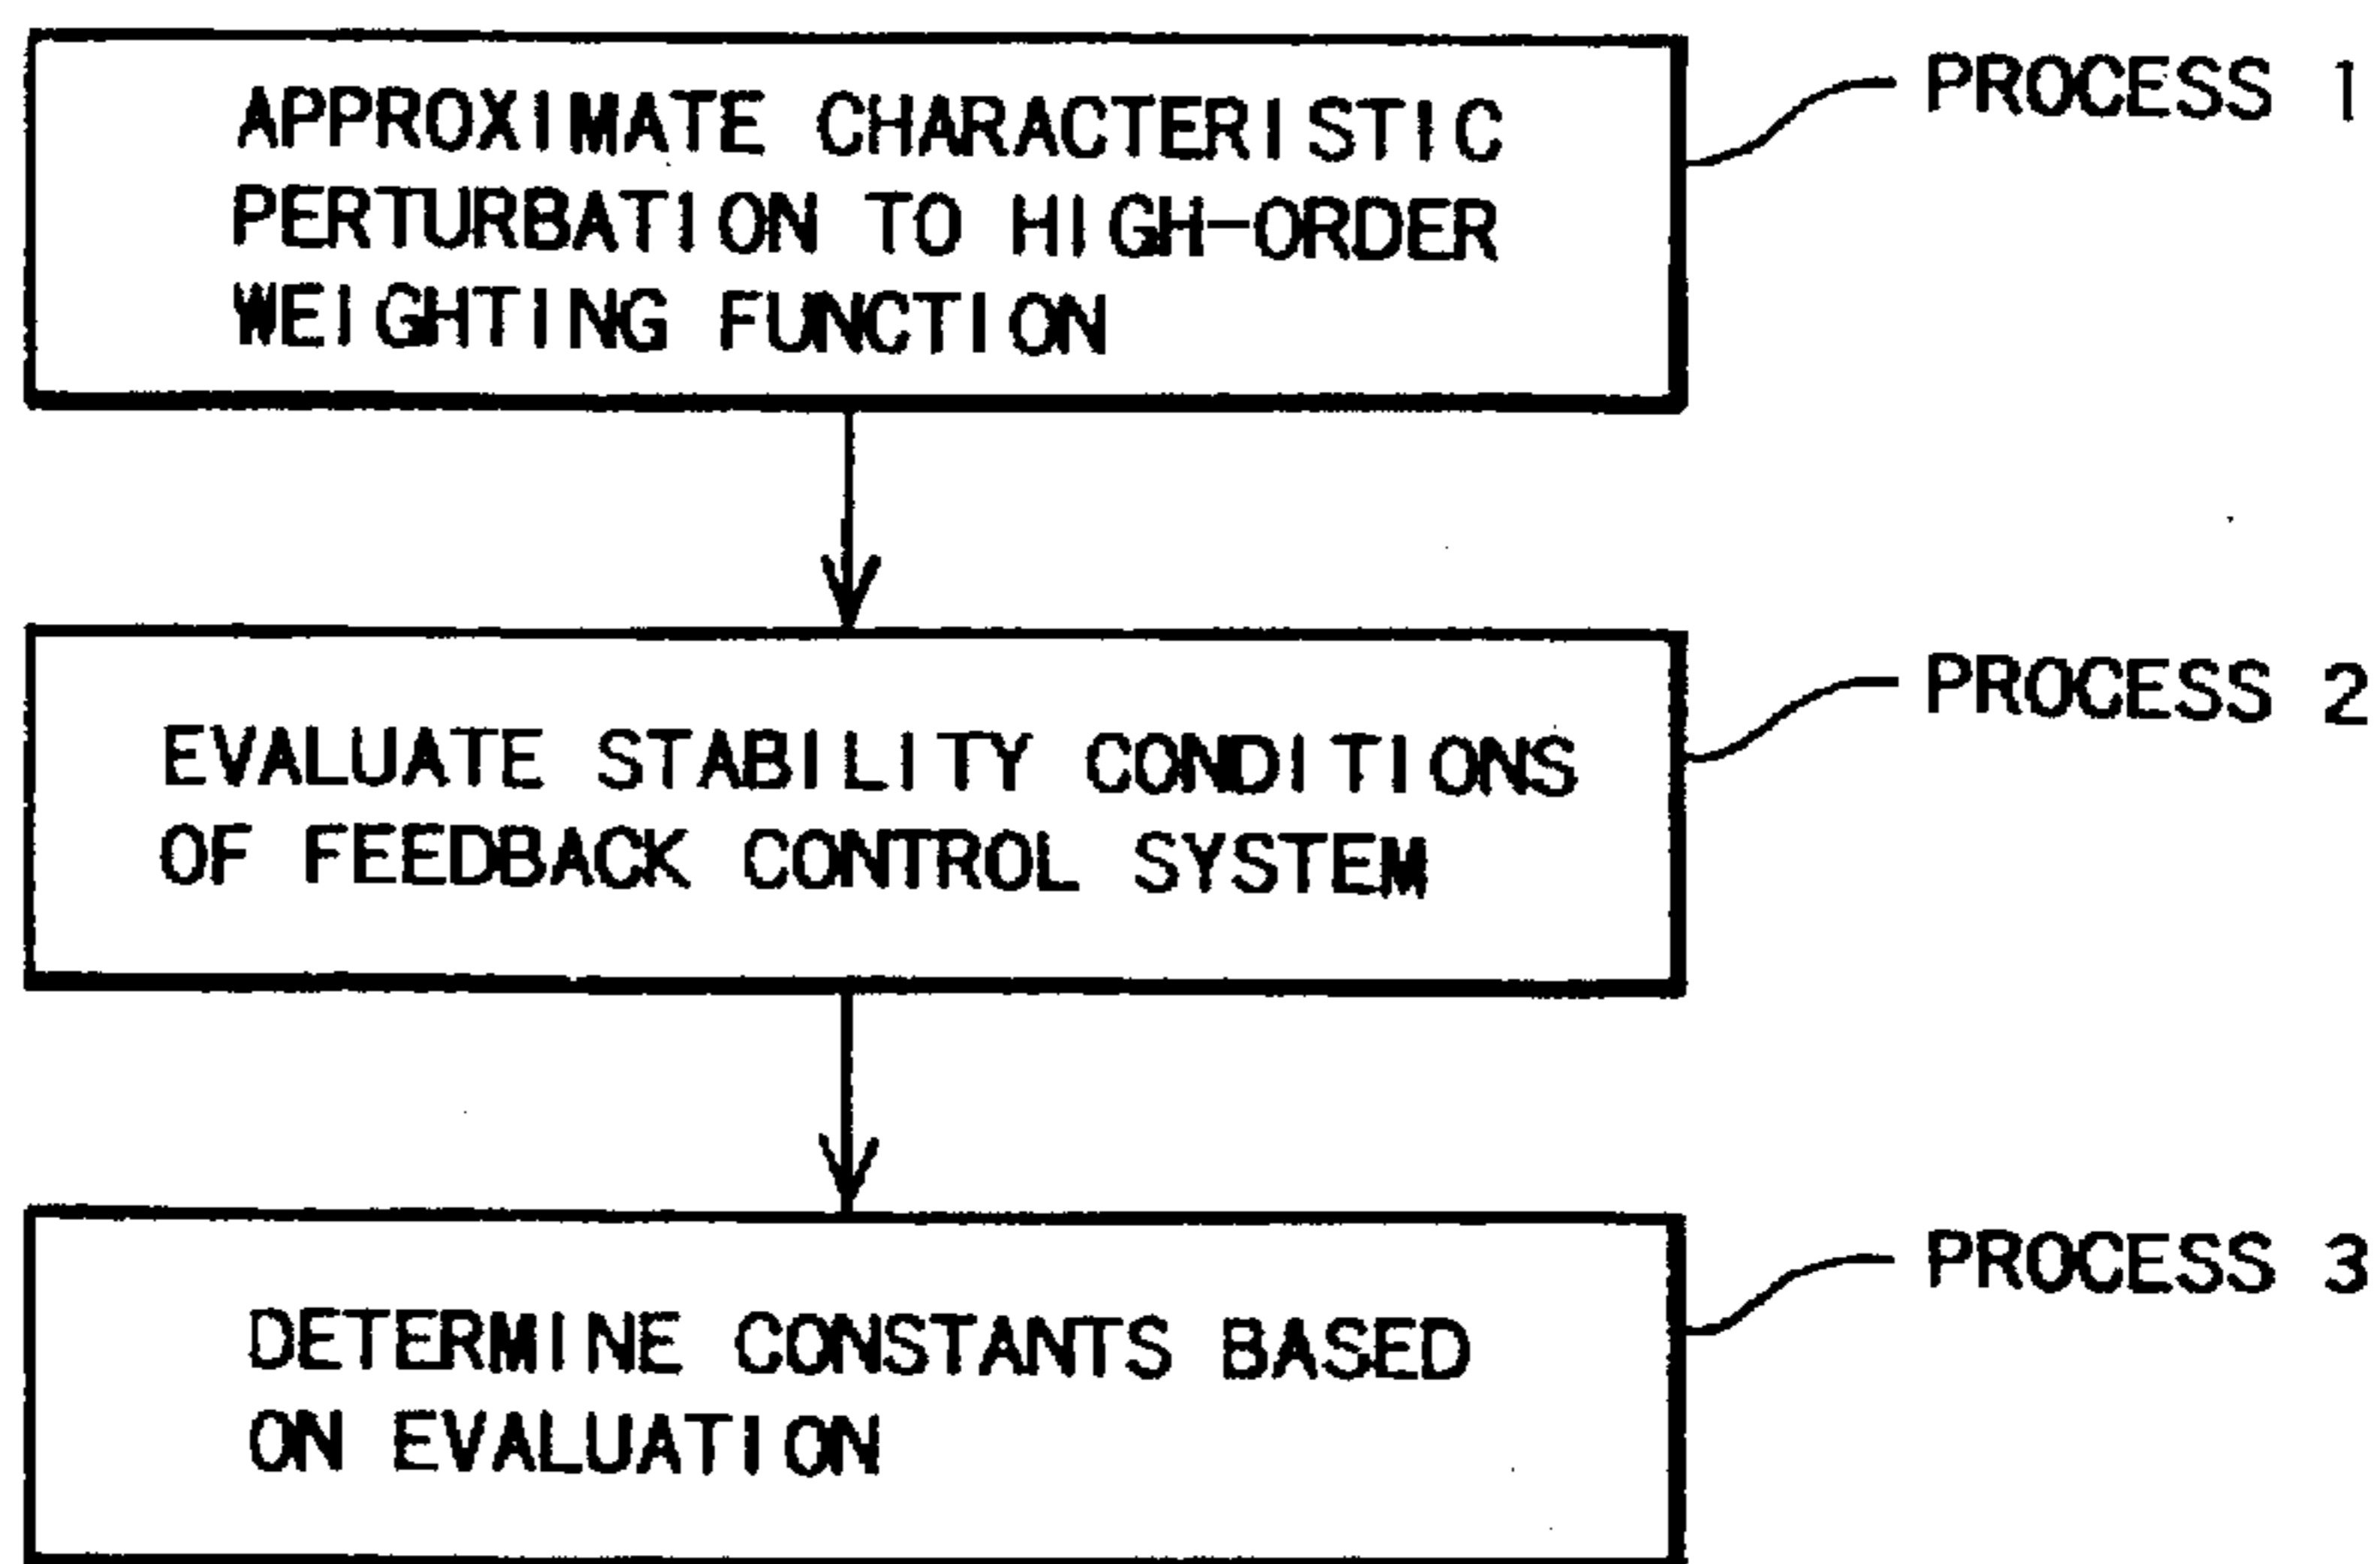 APPROXIMATE CHARACTERISTIC
PERTURBATION TO HIGH-ORDER
WEIGHTING FUNCTION
PROCESS 1
EVALUATE STABILITY CONDITIONS
OF FEEDBACK CONTROL SYSTEM
PROCESS 2
DETERMINE CONSTANTS BASED
ON EVALUATION
PROCESS 3